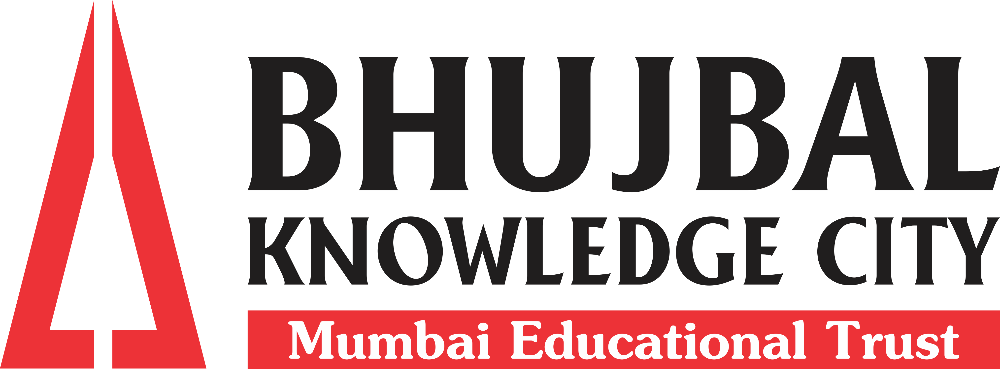 BHUJBAL
KNOWLEDGE CITY
Mumbai Educational Trust